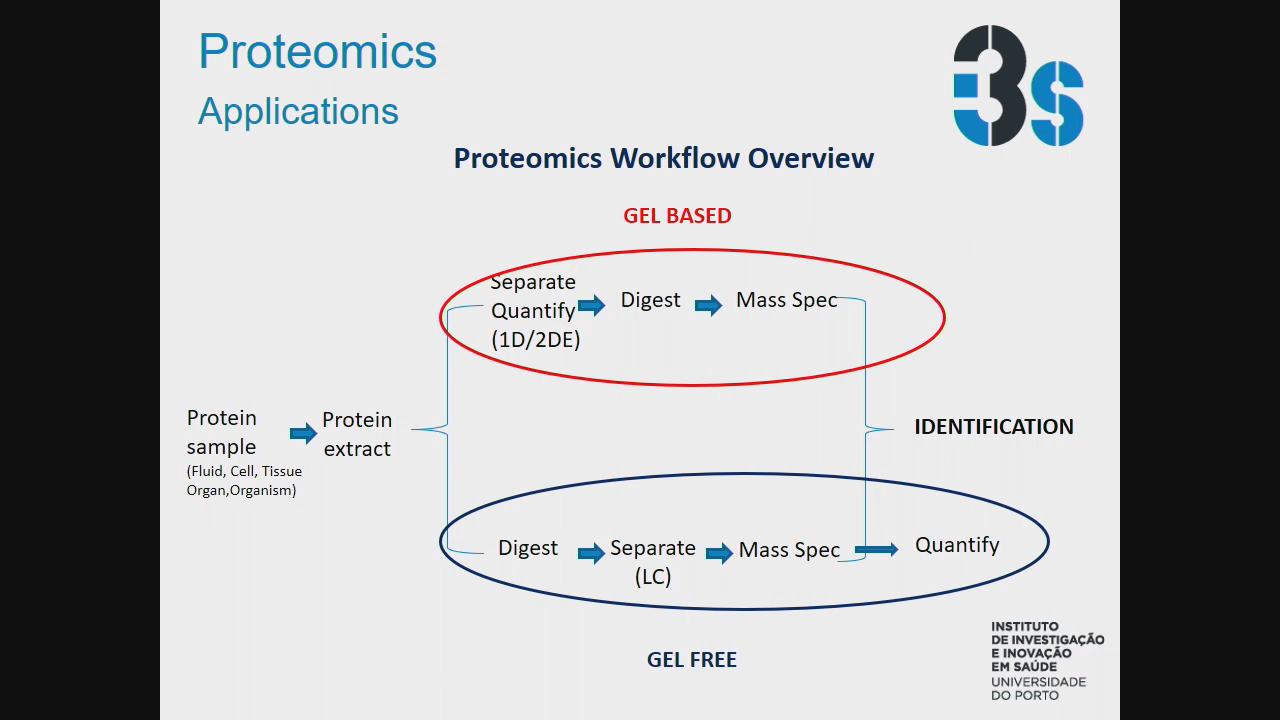 Proteomics
Applications
3s
Proteomics Workflow Overview
GEL BASED
Separate
Quantify
(1D/2DE)
Digest
Mass Spec
Protein
sample
(Fluid, Cell, Tissue
Organ,Organism)
Protein
extract
IDENTIFICATION
Digest
Separate
(LC)
Mass Spec
Quantify
GEL FREE
INSTITUTO
DE INVESTIGAÇÃO
E INOVAÇÃO
EM SAÚDE
UNIVERSIDADE
DO PORTO